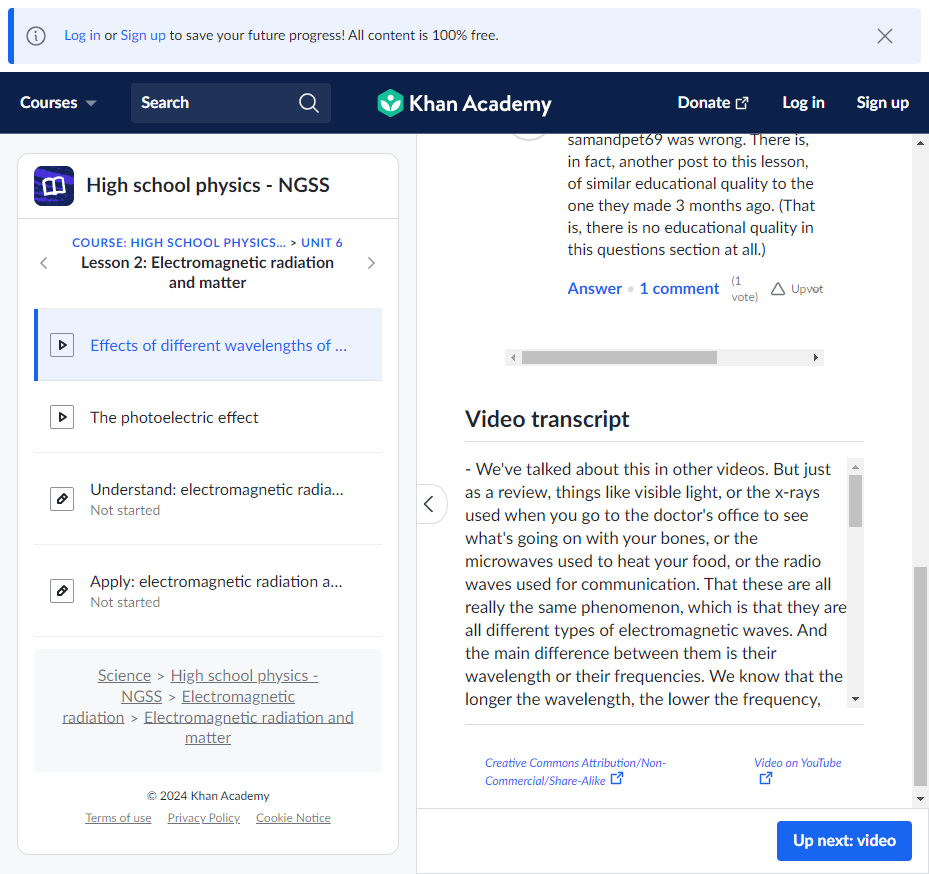 Log in or Sign up to save your future progress! All content is 100% free.
Courses
Search
Khan Academy
Donate
Log in
Sign up
High school physics - NGSS
COURSE: HIGH SCHOOL PHYSICS... > UNIT 6
Lesson 2: Electromagnetic radiation
and matter
Effects of different wavelengths of ...
The photoelectric effect
Understand: electromagnetic radia...
Not started
Apply: electromagnetic radiation a...
Not started
Science > High school physics -
NGSS > Electromagnetic
radiation > Electromagnetic radiation and
matter
© 2024 Khan Academy
Terms of use Privacy Policy Cookie Notice
samandpet69 was wrong. There is,
in fact, another post to this lesson,
of similar educational quality to the
one they made 3 months ago. (That
is, there is no educational quality in
this questions section at all.)
Answer • 1 comment
(1
vote)
Upvot
Video transcript
- We've talked about this in other videos. But just
as a review, things like visible light, or the x-rays
used when you go to the doctor's office to see
what's going on with your bones, or the
microwaves used to heat your food, or the radio
waves used for communication. That these are all
really the same phenomenon, which is that they are
all different types of electromagnetic waves. And
the main difference between them is their
wavelength or their frequencies. We know that the
longer the wavelength, the lower the frequency,
Creative Commons Attribution/Non-
Commercial/Share-Alike
Video on YouTube
Up next: video